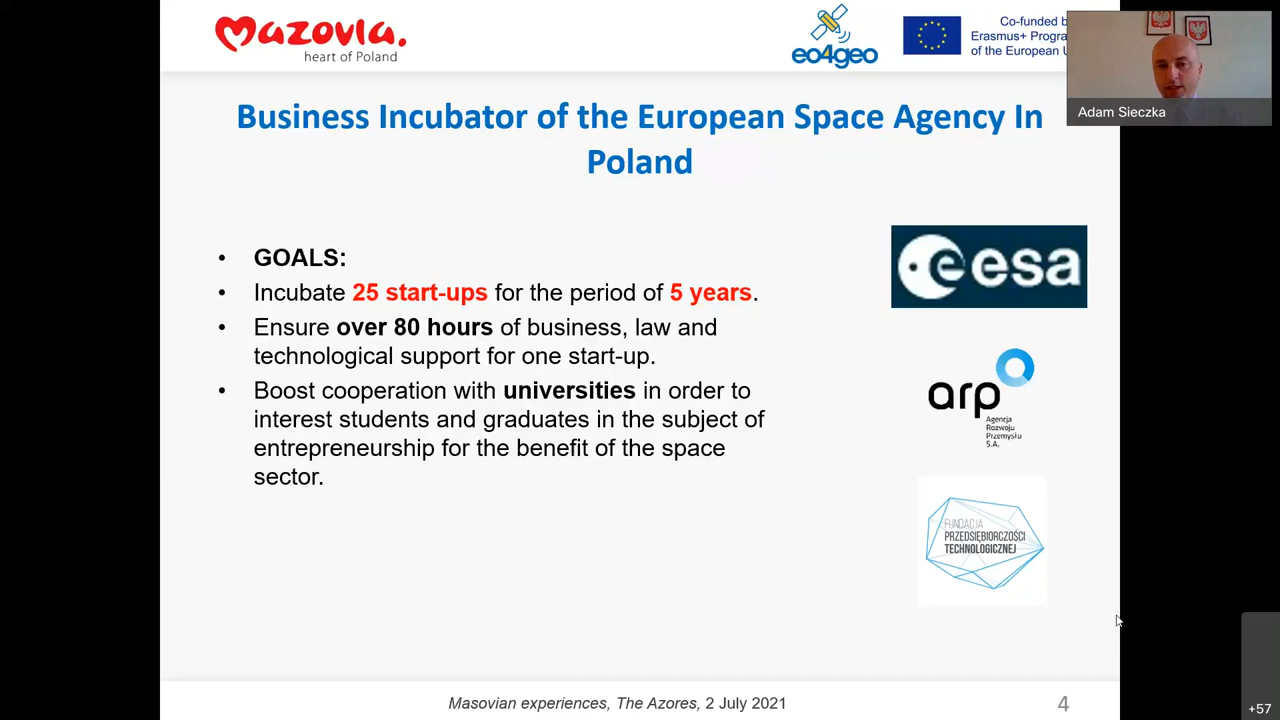 mazovia.
heart of Poland
eo4geo
Co-funded b
Erasmus+ Progra
of the European U
Adam Sieczka
Business Incubator of the European Space Agency In
Poland
• GOALS:
• Incubate 25 start-ups for the period of 5 years.
• Ensure over 80 hours of business, law and
technological support for one start-up.
• Boost cooperation with universities in order to
interest students and graduates in the subject of
entrepreneurship for the benefit of the space
sector.
esa
arp
Agencja
Rozwoju
Przemysłu
S.A.
FUNDACJA
PRZEDSIĘBIORCZOŚCI
TECHNOLOGICZNEJ
Masovian experiences, The Azores, 2 July 2021
4
+57